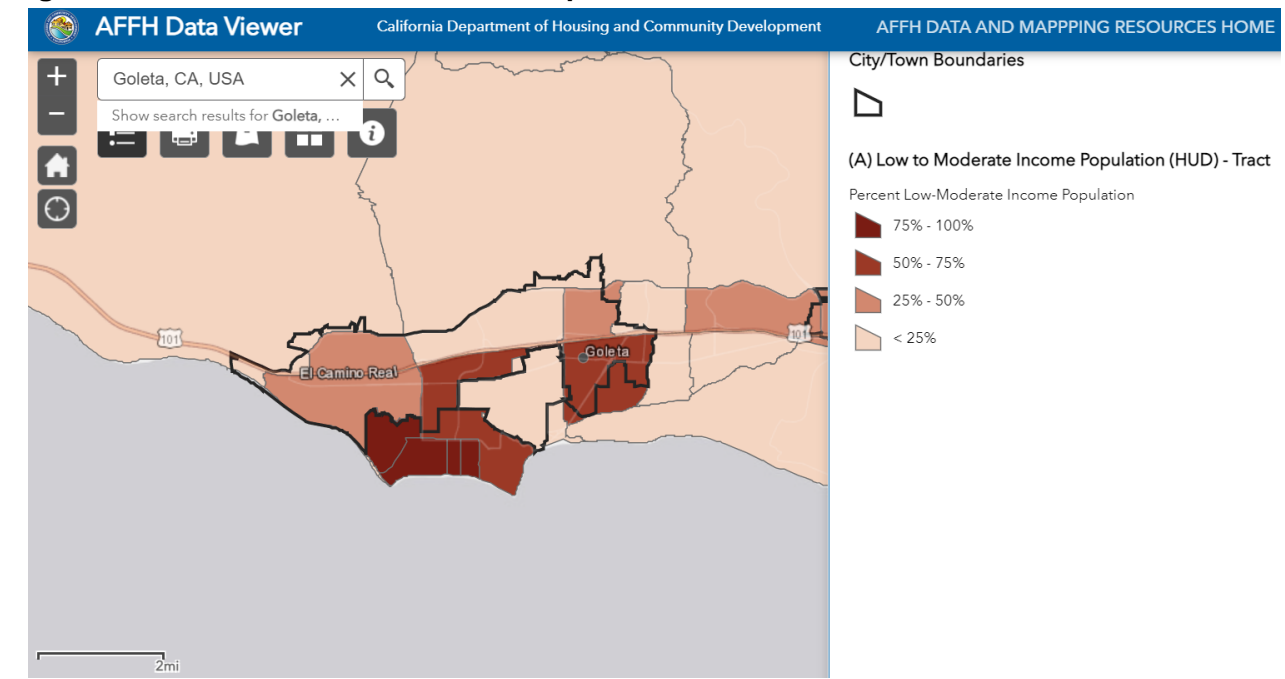 AFFH Data Viewer
California Department of Housing and Community Development
AFFH DATA AND MAPPPING RESOURCES HOME
Goleta, CA, USA
Show search results for Goleta, ...
City/Town Boundaries
(A) Low to Moderate Income Population (HUD) - Tract
Percent Low-Moderate Income Population
75% - 100%
50% - 75%
25% - 50%
< 25%
101
El Camino Real
Goleta
101
2mi